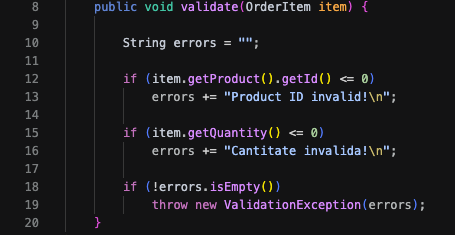 8 public void validate(OrderItem item) {
9
10 String errors = "";
11
12 if (item.getProduct().getId() <= 0)
13 errors += "Product ID invalid!\n";
14
15 if (item.getQuantity() <= 0)
16 errors += "Cantitate invalida!\n";
17
18 if (!errors.isEmpty())
19 throw new ValidationException(errors);
20 }